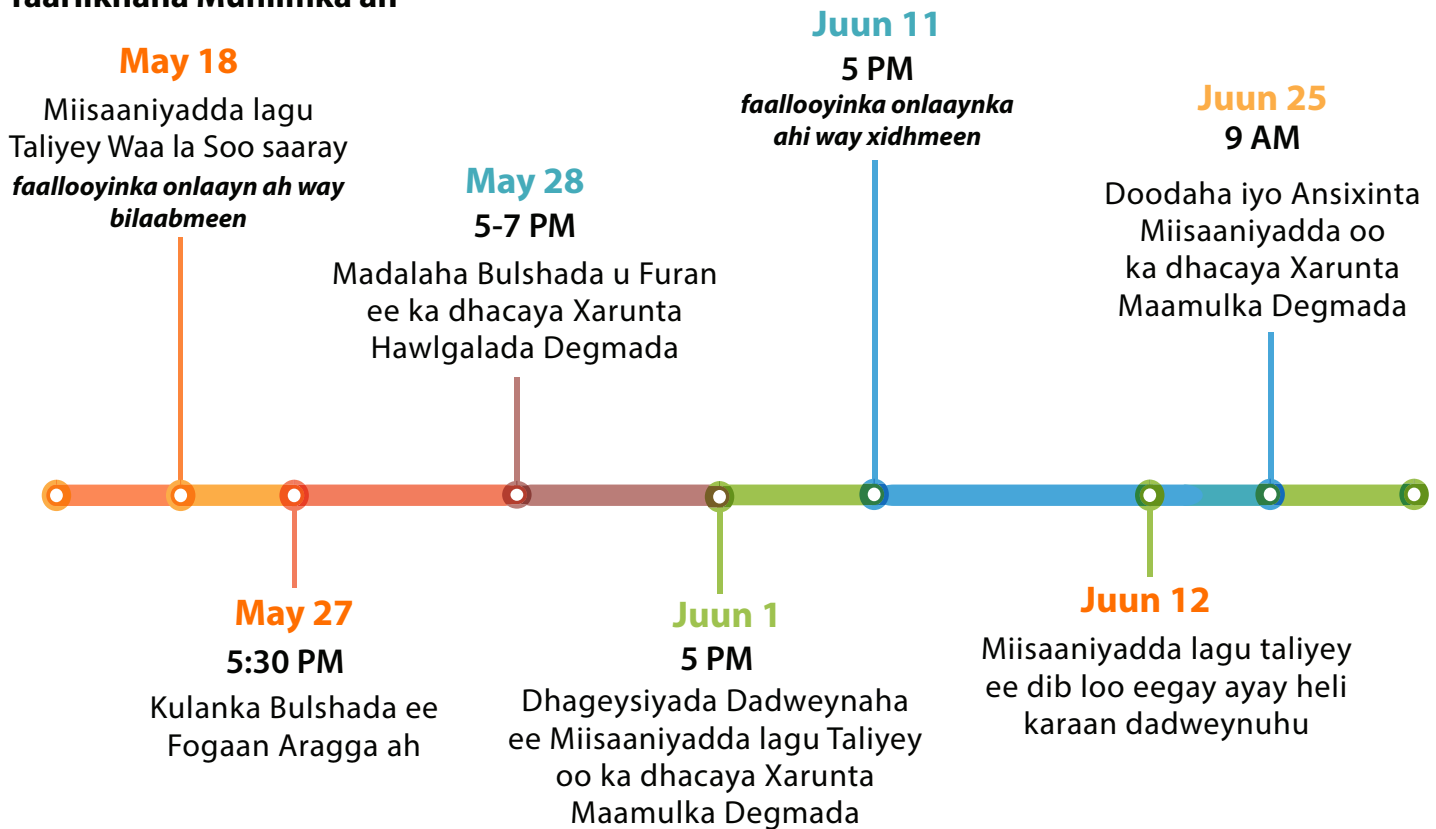 Taariikhaha Muhiimka ah
May 18
Miisaaniyadda lagu
Taliyey Waa la Soo saaray
faallooyinka onlaayn ah way
bilaabmeen
May 27
5:30 PM
Kulanka Bulshada ee
Fogaan Aragga ah
May 28
5-7 PM
Madalaha Bulshada u Furan
ee ka dhacaya Xarunta
Hawlgalada Degmada
Juun 1
5 PM
Dhageysiyada Dadweynaha
ee Miisaaniyadda lagu Taliyey
oo ka dhacaya Xarunta
Maamulka Degmada
Juun 11
5 PM
faallooyinka onlaaynka
ahi way xidhmeen
Juun 12
Miisaaniyadda lagu taliyey
ee dib loo eegay ayay heli
karaan dadweynuhu
Juun 25
9 AM
Doodaha iyo Ansixinta
Miisaaniyadda oo
ka dhacaya Xarunta
Maamulka Degmada